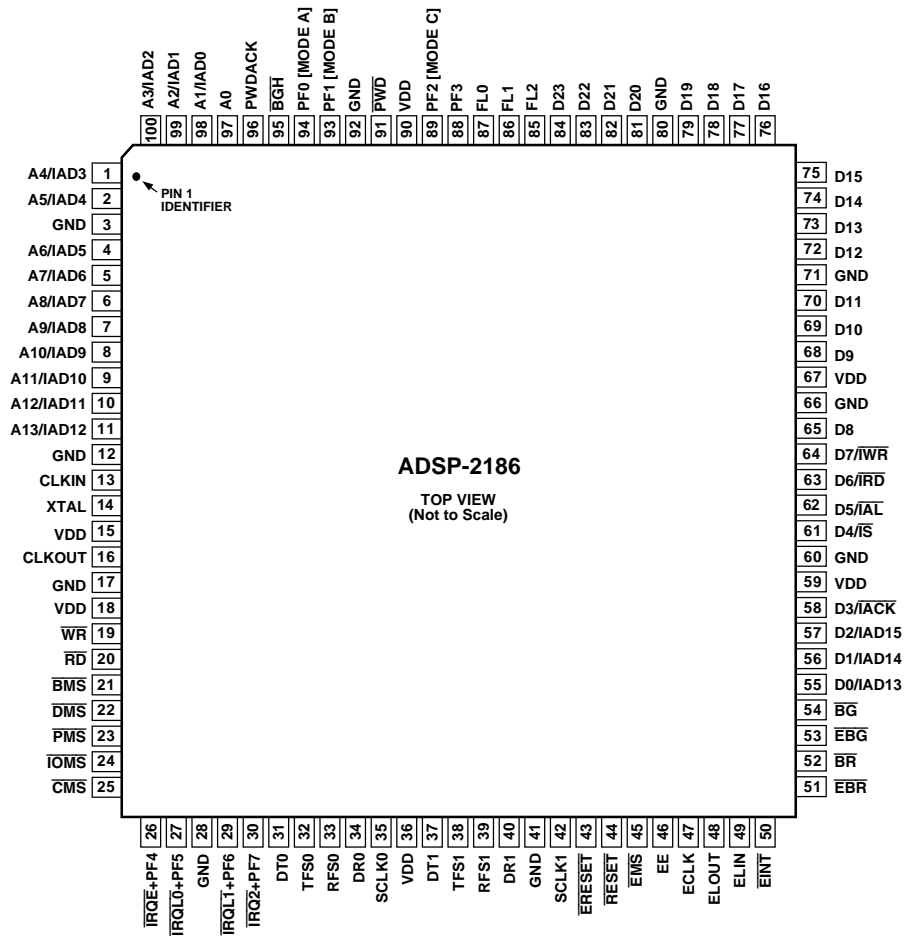 A3/IAD2
A2/IAD1
A1/IAD0
A0
PWDACK
BGH
PF0 [MODE A]
PF1 [MODE B]
GND
PWD
VDD
PF2 [MODE C]
PF3
FL0
FL1
FL2
D23
D22
D21
D20
GND
D19
D18
D17
D16
100 99 98 97 96 95 94 93 92 91 90 89 88 87 86 85 84 83 82 81 80 79 78 77 76
A4/IAD3 1
A5/IAD4 2
GND 3
A6/IAD5 4
A7/IAD6 5
A8/IAD7 6
A9/IAD8 7
A10/IAD9 8
A11/IAD10 9
A12/IAD11 10
A13/IAD12 11
GND 12
CLKIN 13
XTAL 14
VDD 15
CLKOUT 16
GND 17
VDD 18
WR 19
RD 20
BMS 21
DMS 22
PMS 23
IOMS 24
CMS 25
PIN 1
IDENTIFIER
ADSP-2186
TOP VIEW
(Not to Scale)
75 D15
74 D14
73 D13
72 D12
71 GND
70 D11
69 D10
68 D9
67 VDD
66 GND
65 D8
64 D7/IWR
63 D6/IRD
62 D5/IAL
61 D4/IS
60 GND
59 VDD
58 D3/IACK
57 D2/IAD15
56 D1/IAD14
55 D0/IAD13
54 BG
53 EBG
52 BR
51 EBR
26 27 28 29 30 31 32 33 34 35 36 37 38 39 40 41 42 43 44 45 46 47 48 49 50
IRQE+PF4
IRQL0+PF5
GND
IRQL1+PF6
IRQ2+PF7
DT0
TFS0
RFS0
DR0
SCLK0
VDD
DT1
TFS1
RFS1
DR1
GND
SCLK1
ERESET
RESET
EMS
EE
ECLK
ELOUT
ELIN
EINT